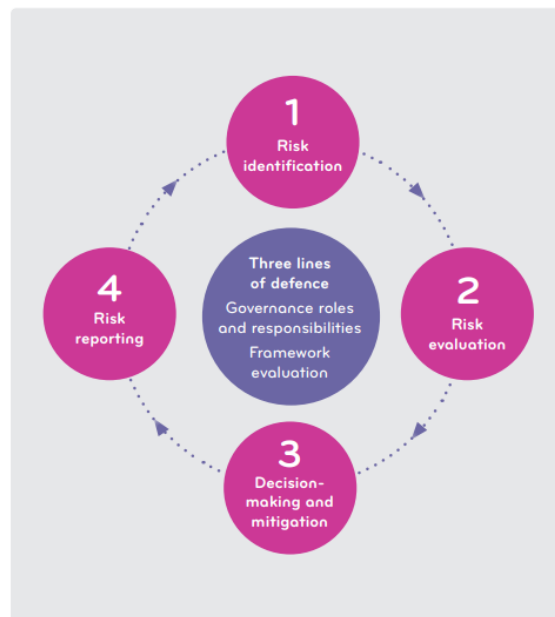 1
Risk
identification
2
Risk
evaluation
3
Decision-
making and
mitigation
4
Risk
reporting
Three lines
of defence
Governance roles
and responsibilities
Framework
evaluation